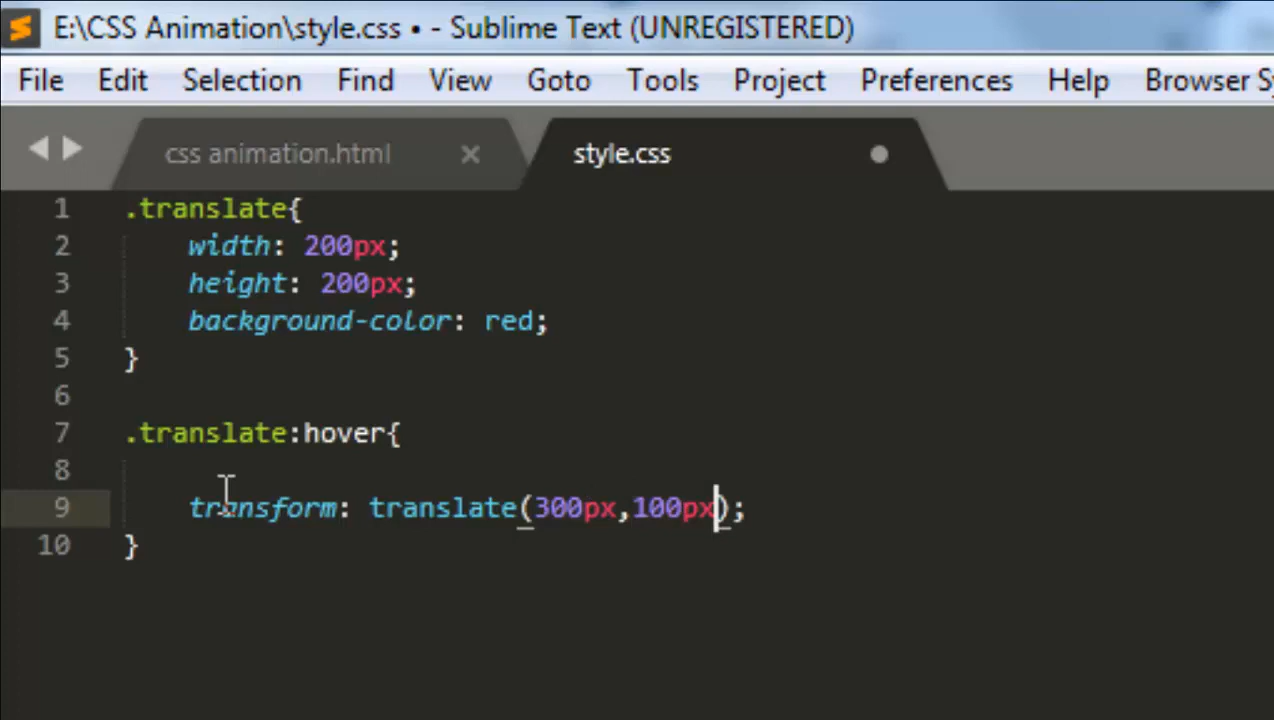 E:\CSS Animation\style.css • - Sublime Text (UNREGISTERED)
File Edit Selection Find View Goto Tools Project Preferences Help Browser
css animation.html × style.css
1 .translate{
2 width: 200px;
3 height: 200px;
4 background-color: red;
5 }
6
7 .translate:hover{
8
9 transform: translate(300px,100px);
10 }